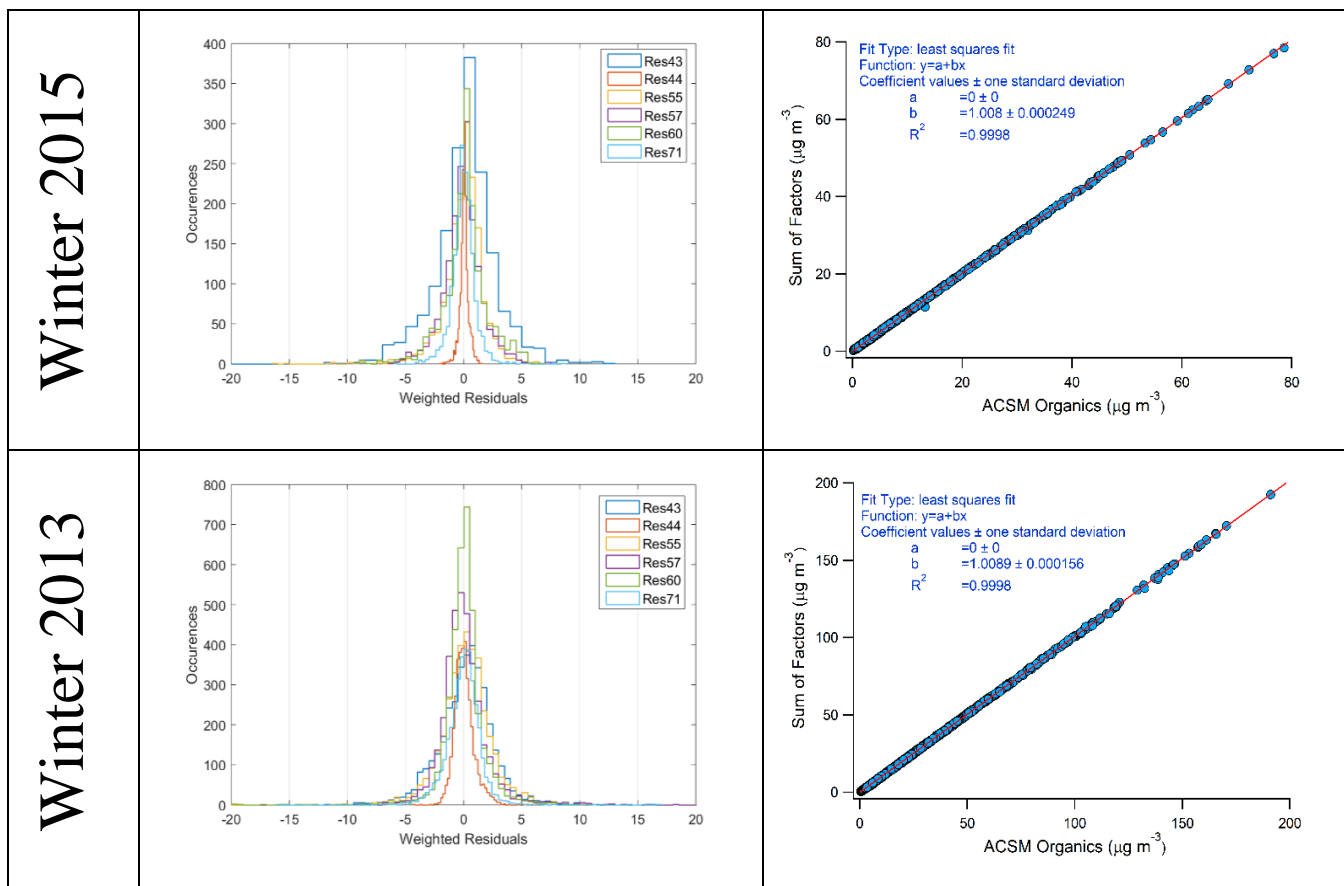 Winter 2015
400
350
300
250
200
150
100
50
0
Occurences
-20 -15 -10 -5 0 5 10 15 20
Weighted Residuals
Res43
Res44
Res55
Res57
Res60
Res71
80
60
40
20
0
Sum of Factors (μg m⁻³)
Fit Type: least squares fit
Function: y=a+bx
Coefficient values ± one standard deviation
a =0 ± 0
b =1.008 ± 0.000249
R² =0.9998
0 20 40 60 80
ACSM Organics (μg m⁻³)
Winter 2013
800
700
600
500
400
300
200
100
0
Occurences
-20 -15 -10 -5 0 5 10 15 20
Weighted Residuals
Res43
Res44
Res55
Res57
Res60
Res71
200
150
100
50
0
Sum of Factors (μg m⁻³)
Fit Type: least squares fit
Function: y=a+bx
Coefficient values ± one standard deviation
a =0 ± 0
b =1.0089 ± 0.000156
R² =0.9998
0 50 100 150 200
ACSM Organics (μg m⁻³)